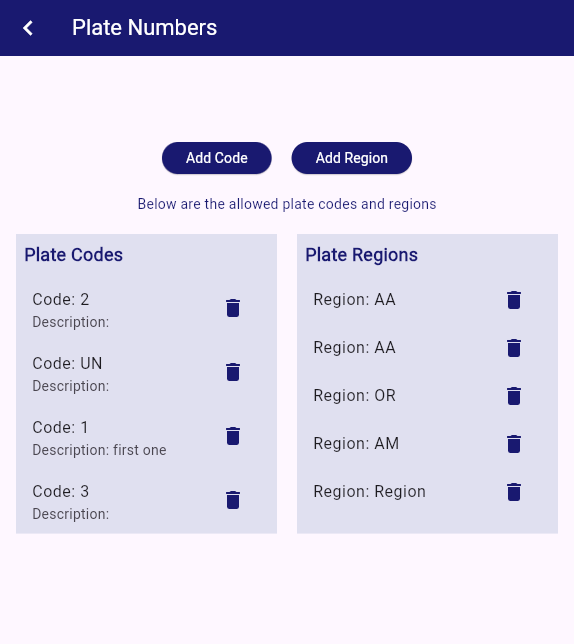 Plate Numbers
Add Code
Add Region
Below are the allowed plate codes and regions
Plate Codes
Code: 2
Description:
Code: UN
Description:
Code: 1
Description: first one
Code: 3
Description:
Plate Regions
Region: AA
Region: AA
Region: OR
Region: AM
Region: Region